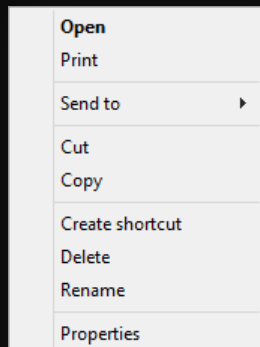 Open
Print
Send to
Cut
Copy
Create shortcut
Delete
Rename
Properties